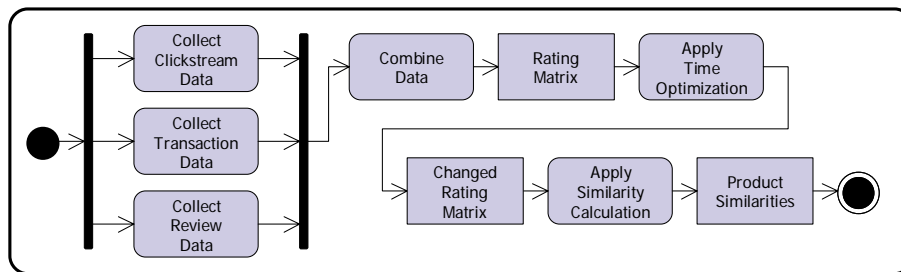 Collect
Clickstream
Data
Collect
Transaction
Data
Collect
Review
Data
Combine
Data
Rating
Matrix
Apply
Time
Optimization
Changed
Rating
Matrix
Apply
Similarity
Calculation
Product
Similarities